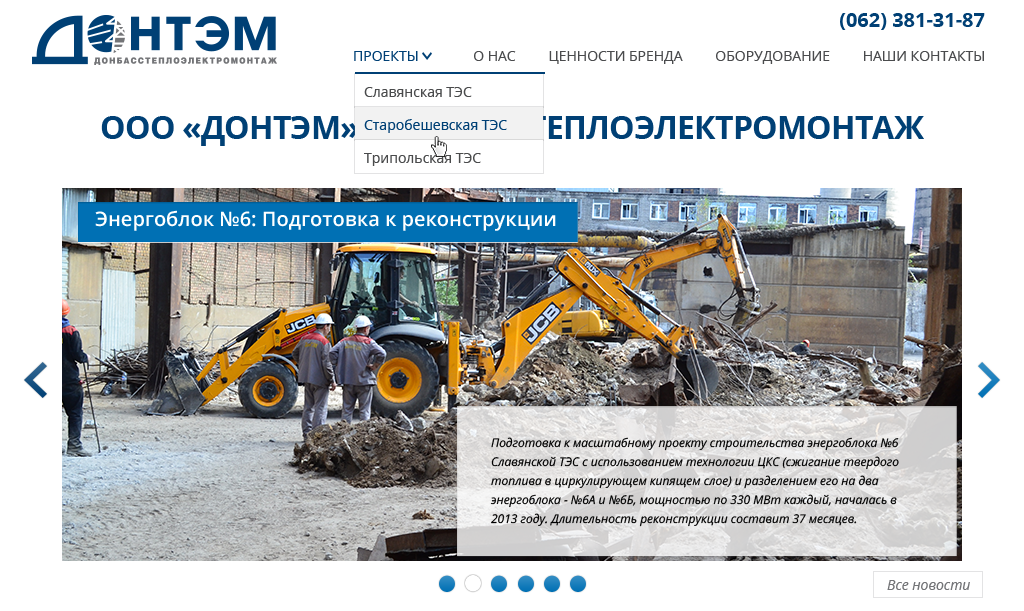 ДОНТЭМ
ДОНБАССТЕПЛОЭЛЕКТРОМОНТАЖ
(062) 381-31-87
ПРОЕКТЫ
О НАС
ЦЕННОСТИ БРЕНДА
ОБОРУДОВАНИЕ
НАШИ КОНТАКТЫ
Славянская ТЭС
Старобешевская ТЭС
Трипольская ТЭС
ООО «ДОНТЭМ» ТЕПЛОЭЛЕКТРОМОНТАЖ
Энергоблок №6: Подготовка к реконструкции
JCB
JCB
JCB
Подготовка к масштабному проекту строительства энергоблока №6
Славянской ТЭС с использованием технологии ЦКС (сжигание твердого
топлива в циркулирующем кипящем слое) и разделением его на два
энергоблока - №6А и №6Б, мощностью по 330 МВт каждый, началась в
2013 году. Длительность реконструкции составит 37 месяцев.
Все новости